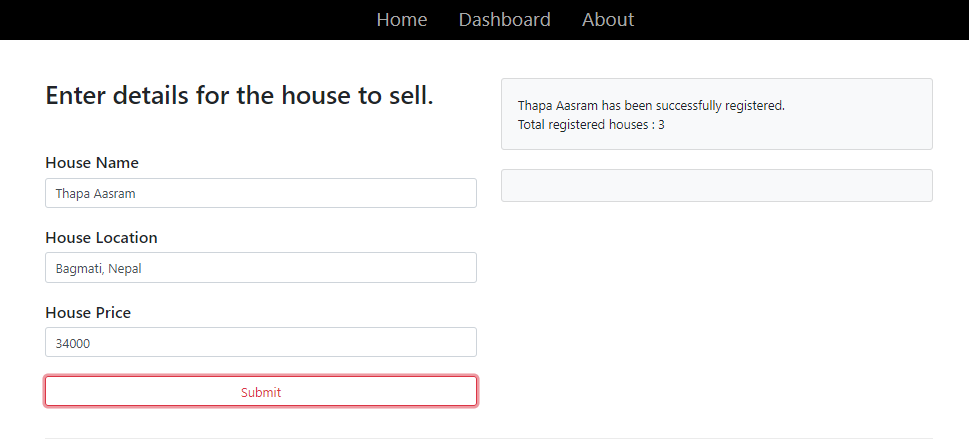 Home Dashboard About
Enter details for the house to sell.
House Name
Thapa Aasram
House Location
Bagmati, Nepal
House Price
34000
Submit
Thapa Aasram has been successfully registered.
Total registered houses : 3